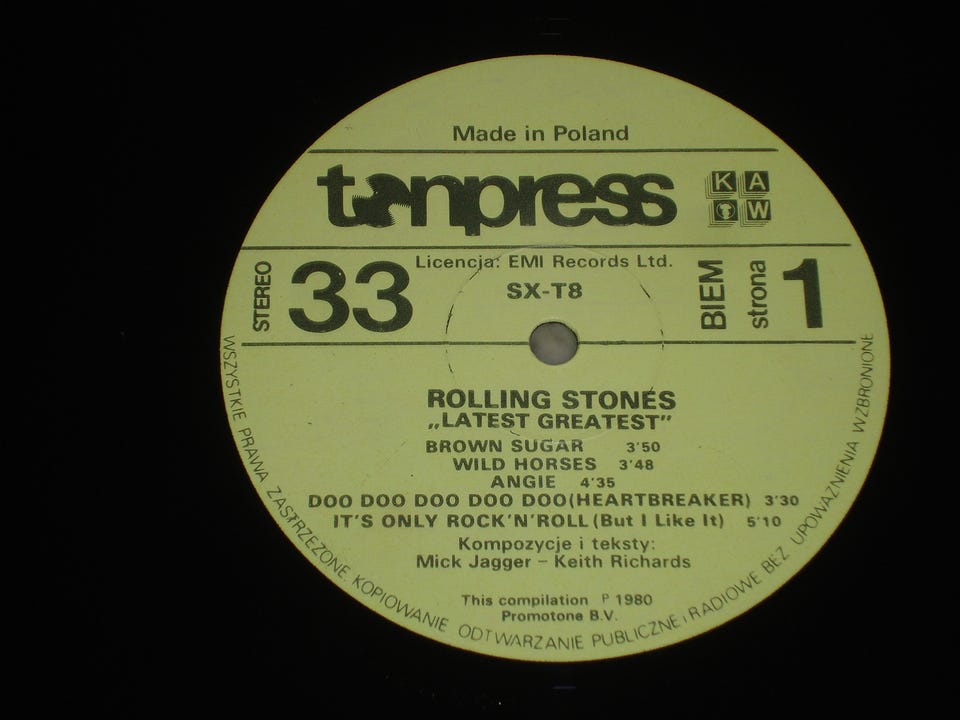 Made in Poland
tonpress
K A
W
Licencja: EMI Records Ltd.
STEREO 33 SX-T8 BIEM strona 1
ROLLING STONES
„LATEST GREATEST”
BROWN SUGAR 3'50
WILD HORSES 3'48
ANGIE 4'35
DOO DOO DOO DOO DOO(HEARTBREAKER) 3'30
IT'S ONLY ROCK'N'ROLL(But I Like It) 5'10
Kompozycje i teksty:
Mick Jagger – Keith Richards
This compilation P 1980
Promotone B.V.
WSZYSTKIE PRAWA ZASTRZEŻONE. KOPIOWANIE ODTWARZANIE PUBLICZNE i RADIOWE BEZ UPOWAŻNIENIA WZBRONIONE